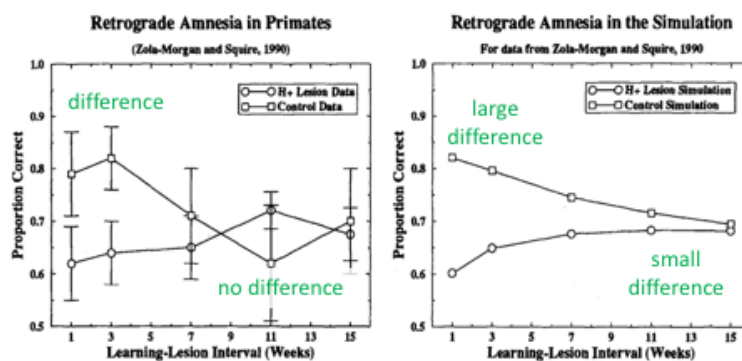 Retrograde Amnesia in Primates
(Zola-Morgan and Squire, 1990)
1.0
0.9
0.8
0.7
0.6
0.5
Proportion Correct
difference
H+ Lesion Data
Control Data
no difference
1 3 5 7 9 11 13 15
Learning-Lesion Interval (Weeks)
Retrograde Amnesia in the Simulation
For data from Zola-Morgan and Squire, 1990
1.0
0.9
0.8
0.7
0.6
0.5
Proportion Correct
large
difference
H+ Lesion Simulation
Control Simulation
small
difference
1 3 5 7 9 11 13 15
Learning-Lesion Interval (Weeks)